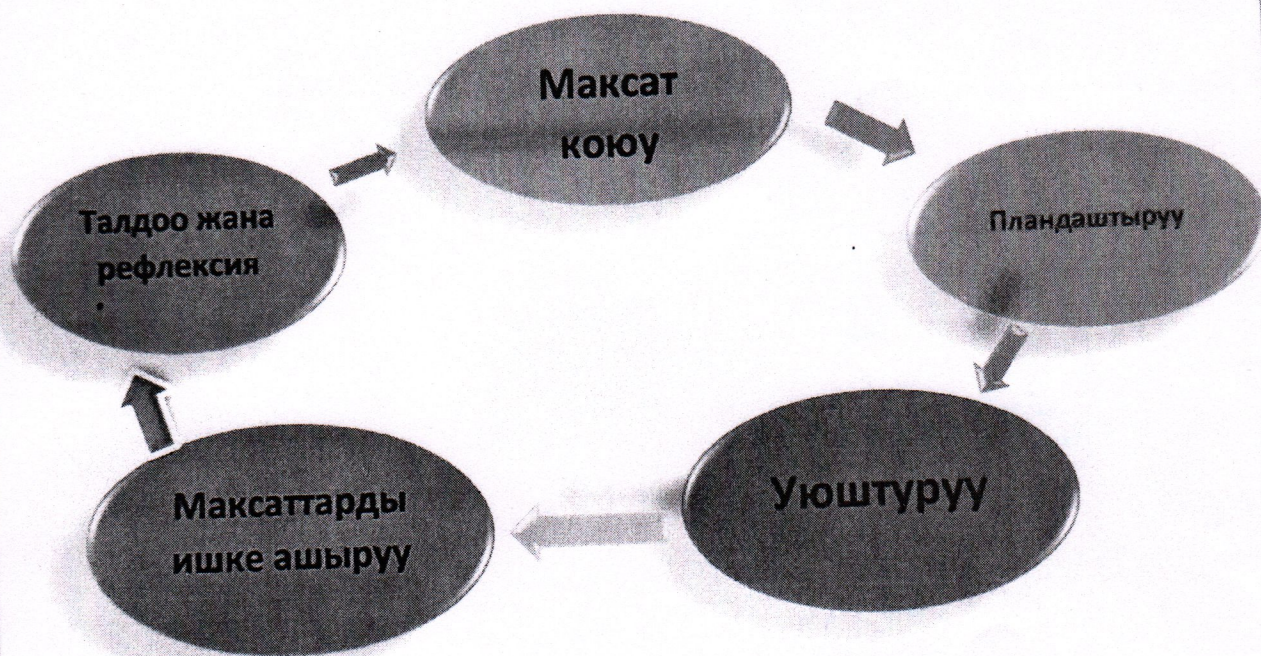 Максат
коюу
Пландаштыруу
Уюштуруу
Максаттарды
ишке ашыруу
Талдоо жана
рефлексия